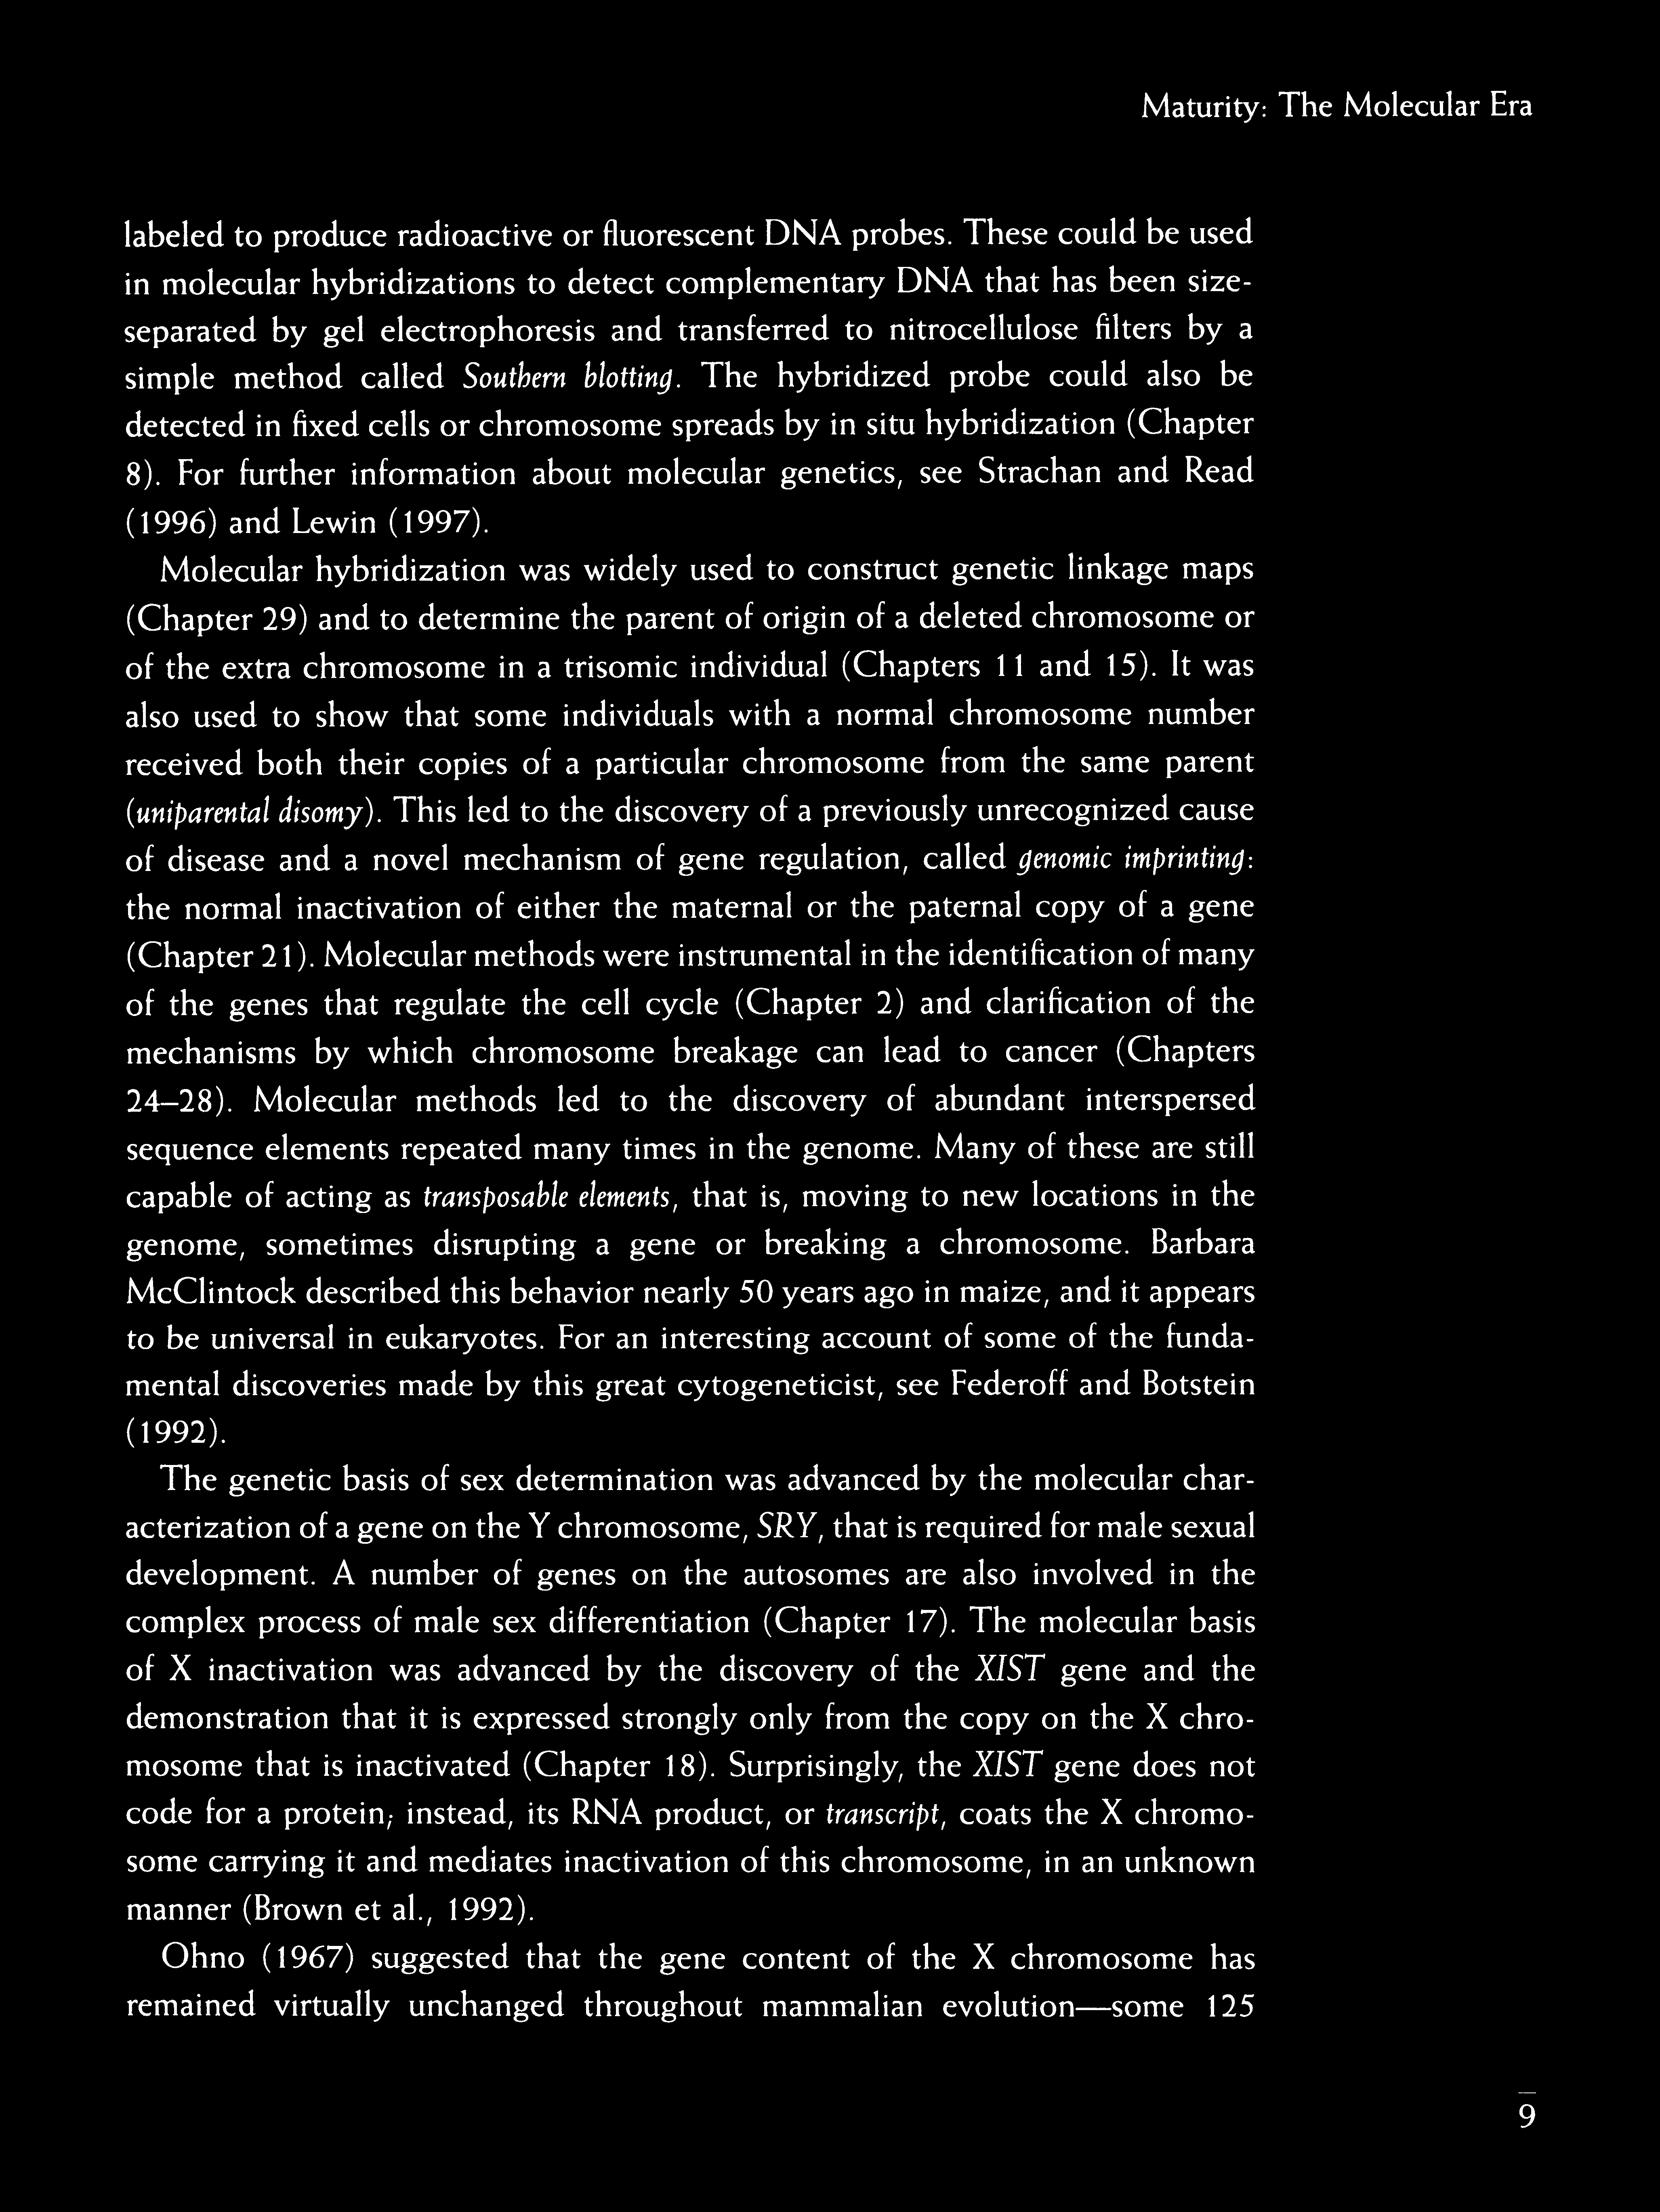 Maturity: The Molecular Era
labeled to produce radioactive or fluorescent DNA probes. These could be used
in molecular hybridizations to detect complementary DNA that has been size-
separated by gel electrophoresis and transferred to nitrocellulose filters by a
simple method called Southern blotting. The hybridized probe could also be
detected in fixed cells or chromosome spreads by in situ hybridization (Chapter
8). For further information about molecular genetics, see Strachan and Read
(1996) and Lewin (1997).
Molecular hybridization was widely used to construct genetic linkage maps
(Chapter 29) and to determine the parent of origin of a deleted chromosome or
of the extra chromosome in a trisomic individual (Chapters 11 and 15). It was
also used to show that some individuals with a normal chromosome number
received both their copies of a particular chromosome from the same parent
(uniparental disomy). This led to the discovery of a previously unrecognized cause
of disease and a novel mechanism of gene regulation, called genomic imprinting:
the normal inactivation of either the maternal or the paternal copy of a gene
(Chapter 21). Molecular methods were instrumental in the identification of many
of the genes that regulate the cell cycle (Chapter 2) and clarification of the
mechanisms by which chromosome breakage can lead to cancer (Chapters
24–28). Molecular methods led to the discovery of abundant interspersed
sequence elements repeated many times in the genome. Many of these are still
capable of acting as transposable elements, that is, moving to new locations in the
genome, sometimes disrupting a gene or breaking a chromosome. Barbara
McClintock described this behavior nearly 50 years ago in maize, and it appears
to be universal in eukaryotes. For an interesting account of some of the funda-
mental discoveries made by this great cytogeneticist, see Federoff and Botstein
(1992).
The genetic basis of sex determination was advanced by the molecular char-
acterization of a gene on the Y chromosome, SRY, that is required for male sexual
development. A number of genes on the autosomes are also involved in the
complex process of male sex differentiation (Chapter 17). The molecular basis
of X inactivation was advanced by the discovery of the XIST gene and the
demonstration that it is expressed strongly only from the copy on the X chro-
mosome that is inactivated (Chapter 18). Surprisingly, the XIST gene does not
code for a protein; instead, its RNA product, or transcript, coats the X chromo-
some carrying it and mediates inactivation of this chromosome, in an unknown
manner (Brown et al., 1992).
Ohno (1967) suggested that the gene content of the X chromosome has
remained virtually unchanged throughout mammalian evolution—some 125
9